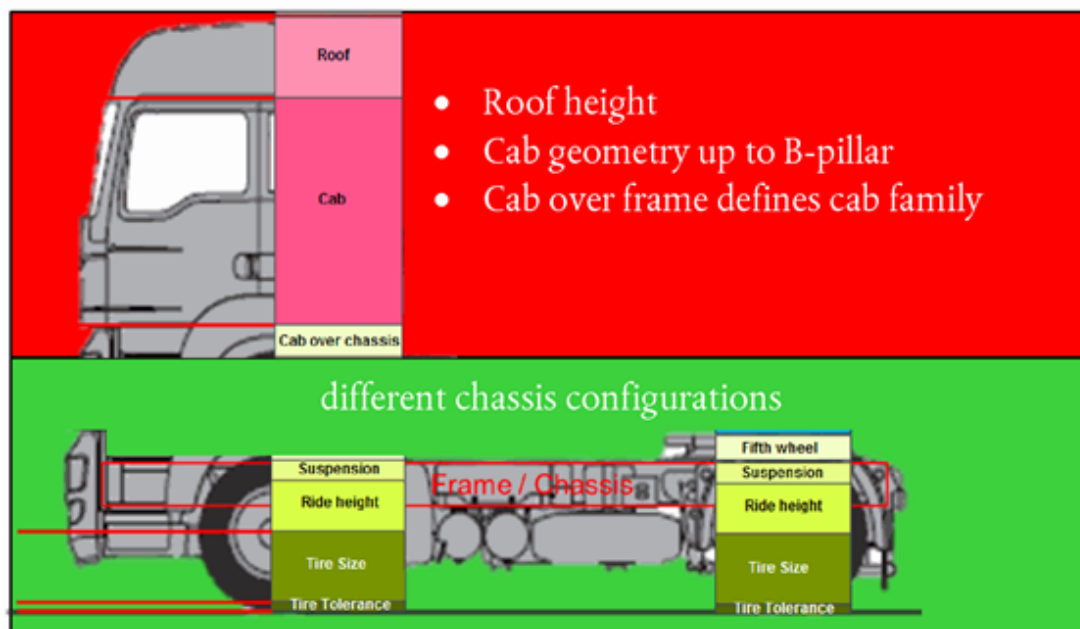 Roof
Cab
Cab over chassis
• Roof height
• Cab geometry up to B-pillar
• Cab over frame defines cab family
different chassis configurations
Suspension
Ride height
Tire Size
Tire Tolerance
Frame / Chassis
Fifth wheel
Suspension
Ride height
Tire Size
Tire Tolerance